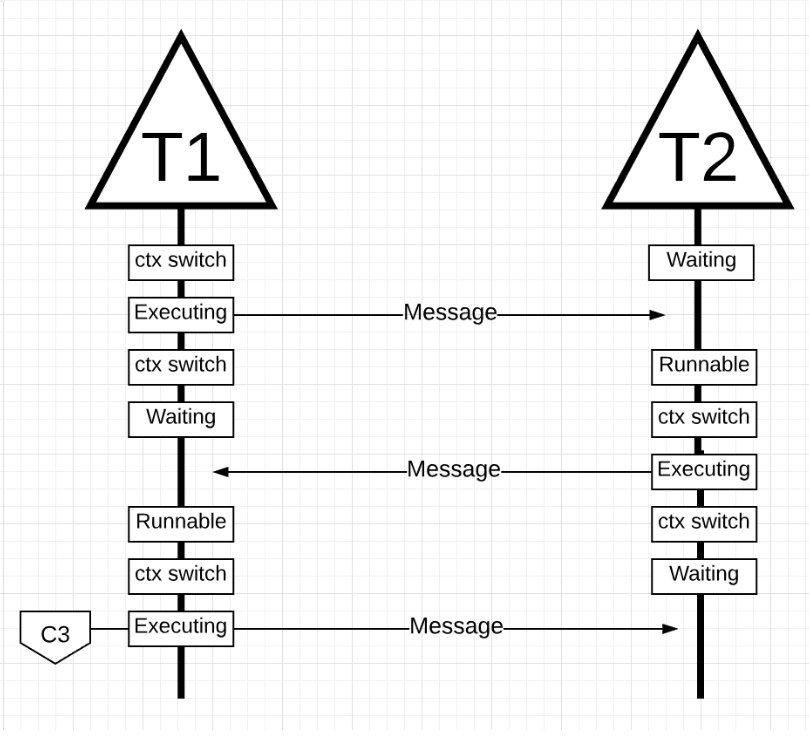 T1
T2
ctx switch
Waiting
Executing
Message
ctx switch
Runnable
Waiting
ctx switch
Message
Executing
Runnable
ctx switch
ctx switch
Waiting
C3
Executing
Message